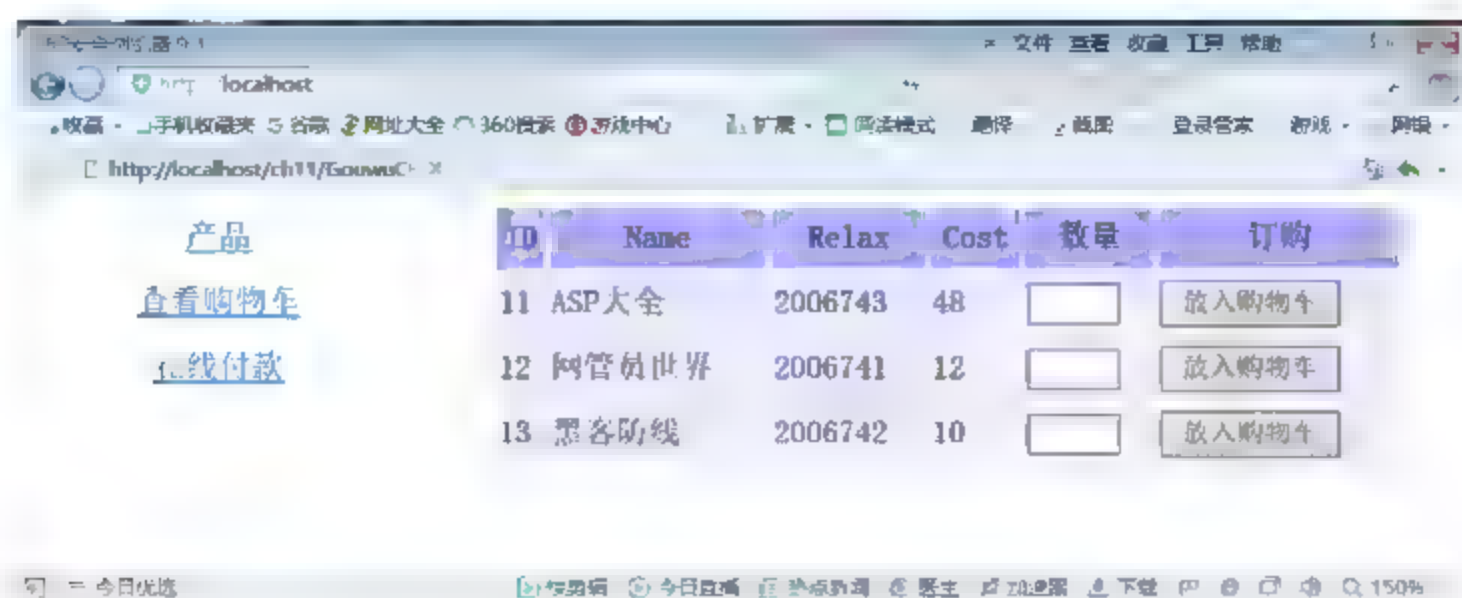 文件 查看 收藏 工具 帮助
localhost
收藏 手机收藏夹 谷歌 网址大全 360搜索 游戏中心 扩展 截图 登录管家 游戏 网银
http://localhost/ch11/GouwuC
产品
查看购物车
在线付款
ID Name Relax Cost 数量 订购
11 ASP大全 2006743 48 放入购物车
12 网管员世界 2006741 12 放入购物车
13 黑客防线 2006742 10 放入购物车
今日优选 今日直播 热点新闻 下载 150%